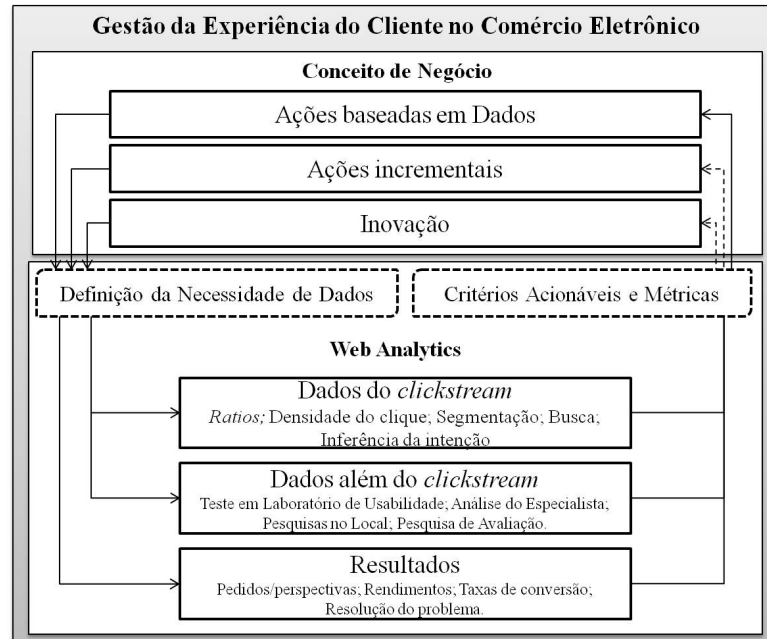 Gestão da Experiência do Cliente no Comércio Eletrônico
Conceito de Negócio
Ações baseadas em Dados
Ações incrementais
Inovação
Definição da Necessidade de Dados
Critérios Acionáveis e Métricas
Web Analytics
Dados do clickstream
Ratios; Densidade do clique; Segmentação; Busca;
Inferência da intenção
Dados além do clickstream
Teste em Laboratório de Usabilidade; Análise do Especialista;
Pesquisas no Local; Pesquisa de Avaliação.
Resultados
Pedidos/perspectivas; Rendimentos; Taxas de conversão;
Resolução do problema.